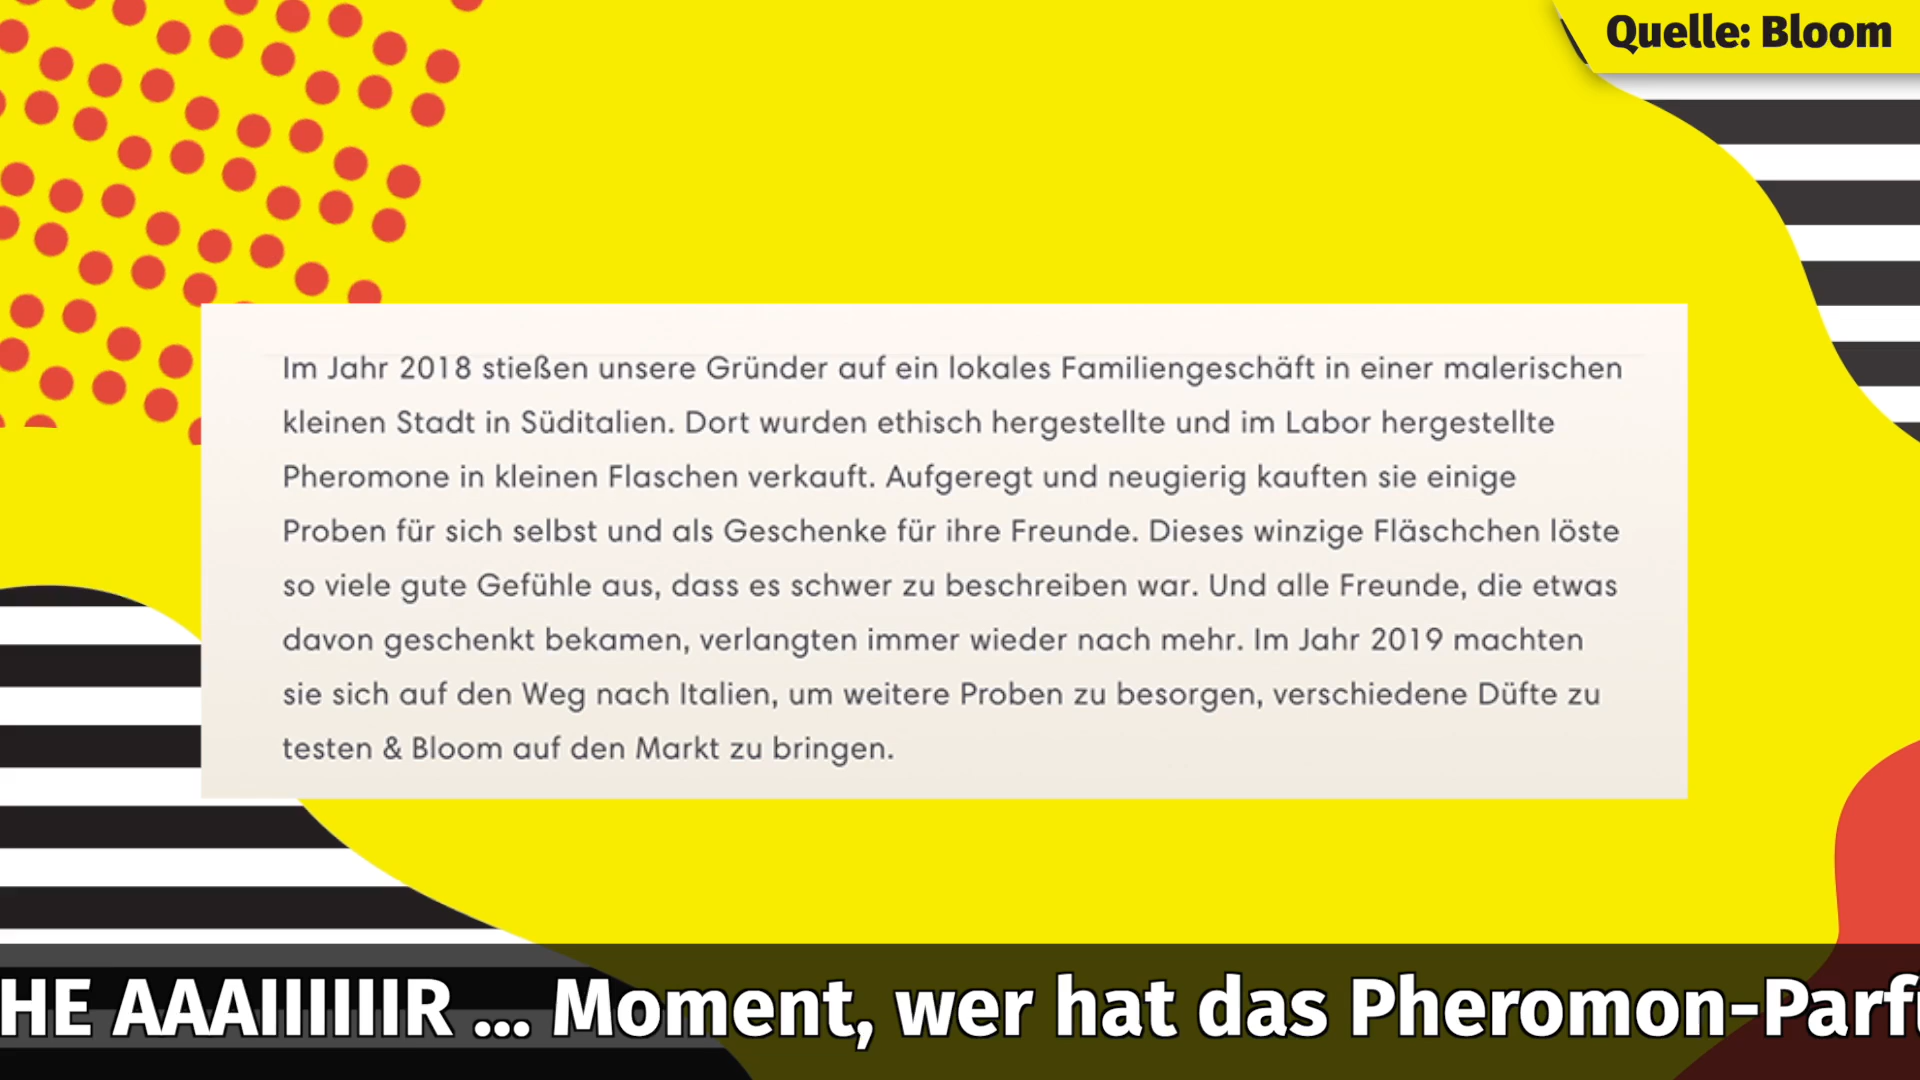 Quelle: Bloom
Im Jahr 2018 stießen unsere Gründer auf ein lokales Familiengeschäft in einer malerischen
kleinen Stadt in Süditalien. Dort wurden ethisch hergestellte und im Labor hergestellte
Pheromone in kleinen Flaschen verkauft. Aufgeregt und neugierig kauften sie einige
Proben für sich selbst und als Geschenke für ihre Freunde. Dieses winzige Fläschchen löste
so viele gute Gefühle aus, dass es schwer zu beschreiben war. Und alle Freunde, die etwas
davon geschenkt bekamen, verlangten immer wieder nach mehr. Im Jahr 2019 machten
sie sich auf den Weg nach Italien, um weitere Proben zu besorgen, verschiedene Düfte zu
testen & Bloom auf den Markt zu bringen.
HE AAAIIIIIIR ... Moment, wer hat das Pheromon-Parf